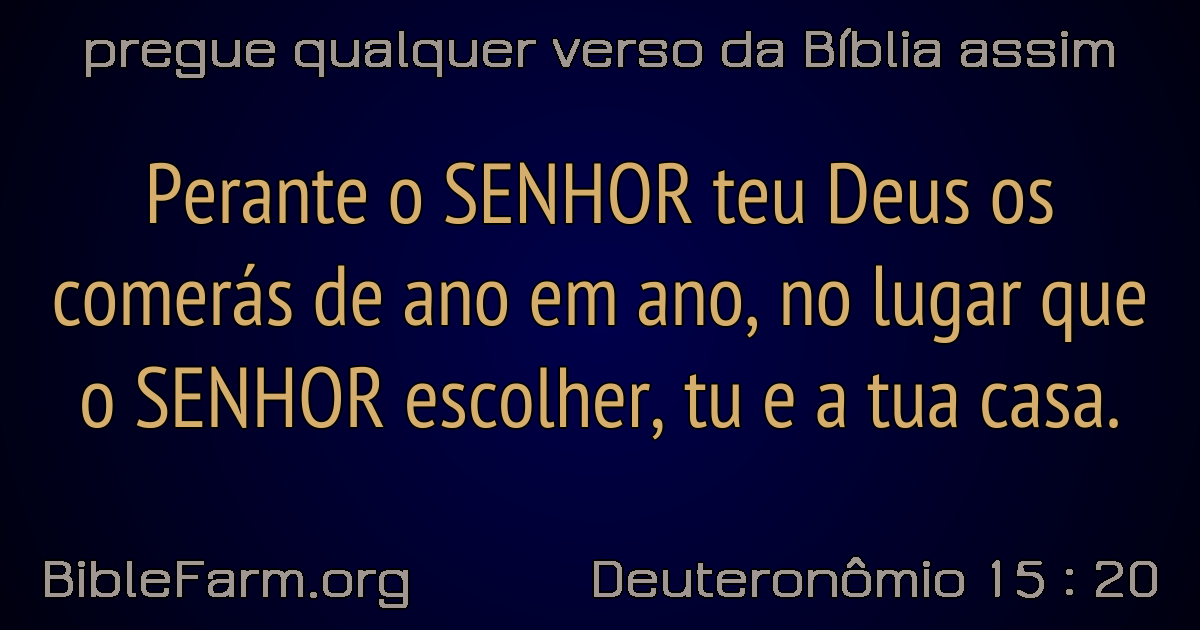 pregue qualquer verso da Bíblia assim
Perante o SENHOR teu Deus os
comerás de ano em ano, no lugar que
o SENHOR escolher, tu e a tua casa.
BibleFarm.org
Deuteronômio 15 : 20